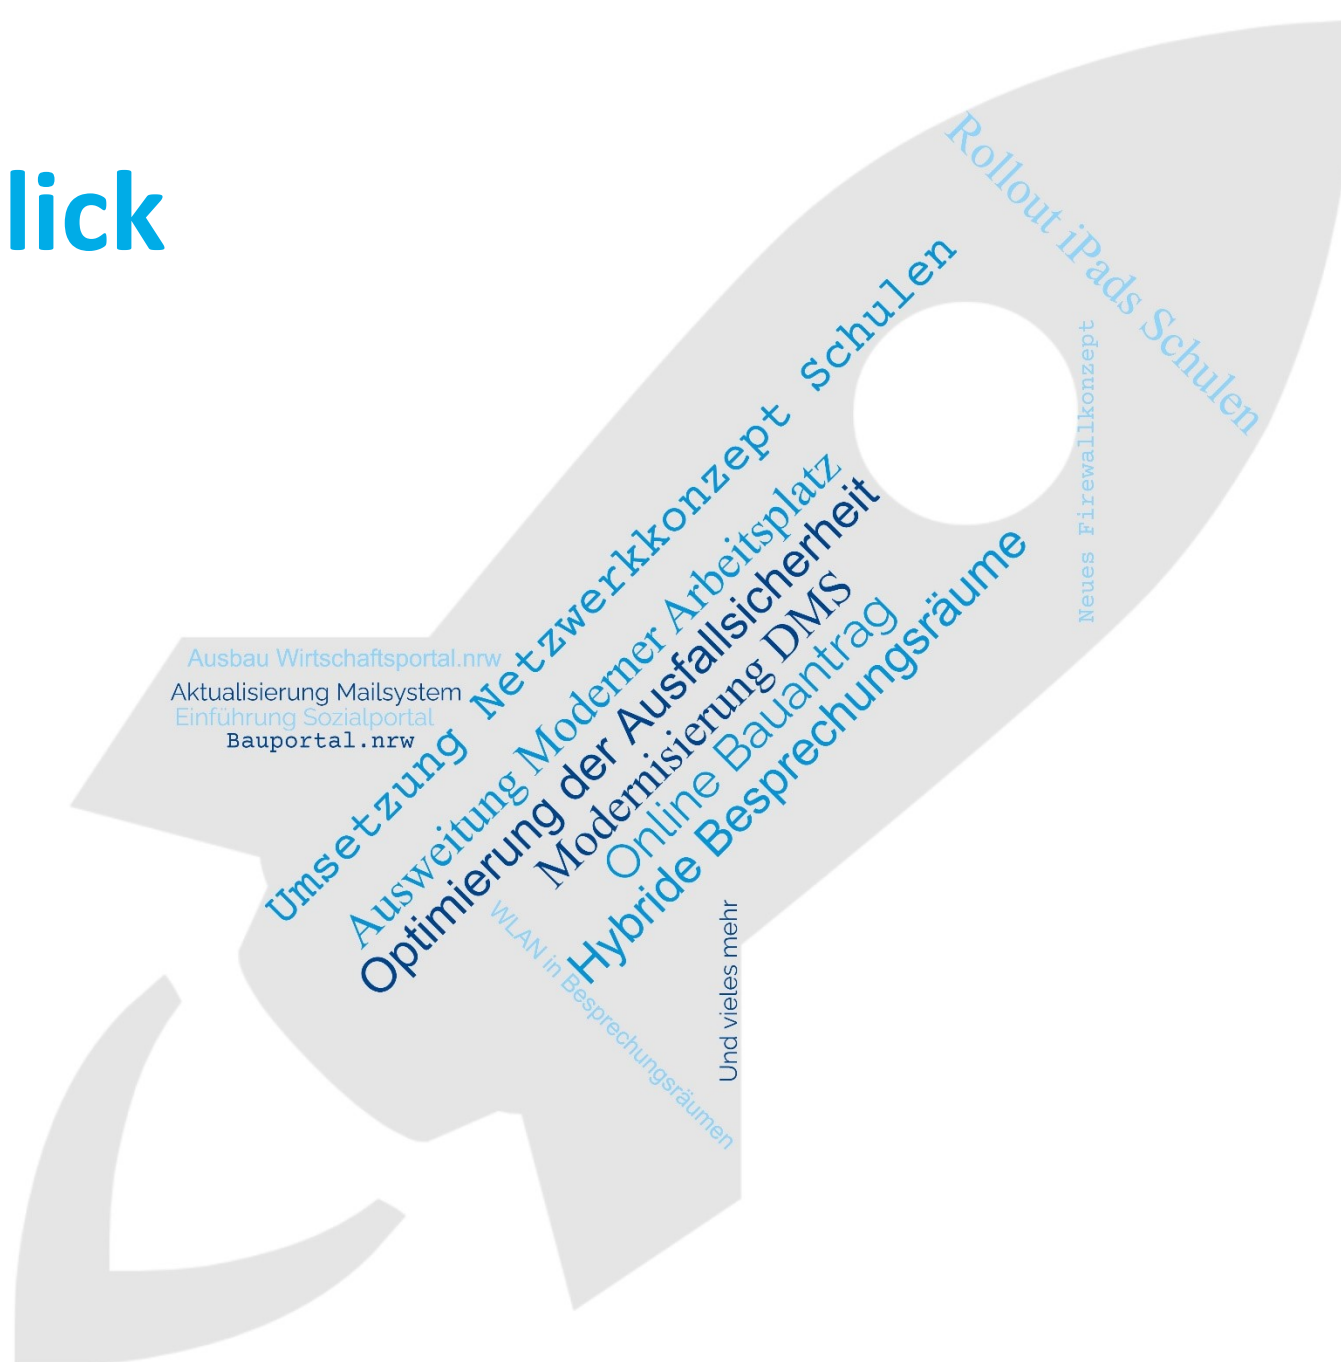 lick
Rollout iPads Schulen
Neues Firewallkonzept
Umsetzung Netzwerkkonzept Schulen
Ausweitung Moderner Arbeitsplatz
Optimierung der Ausfallsicherheit
Modernisierung DMS
Online Bauantrag
Hybride Besprechungsräume
Ausbau Wirtschaftsportal.nrw
Aktualisierung Mailsystem
Einführung Sozialportal
Bauportal.nrw
WLAN in Besprechungsräumen
Und vieles mehr